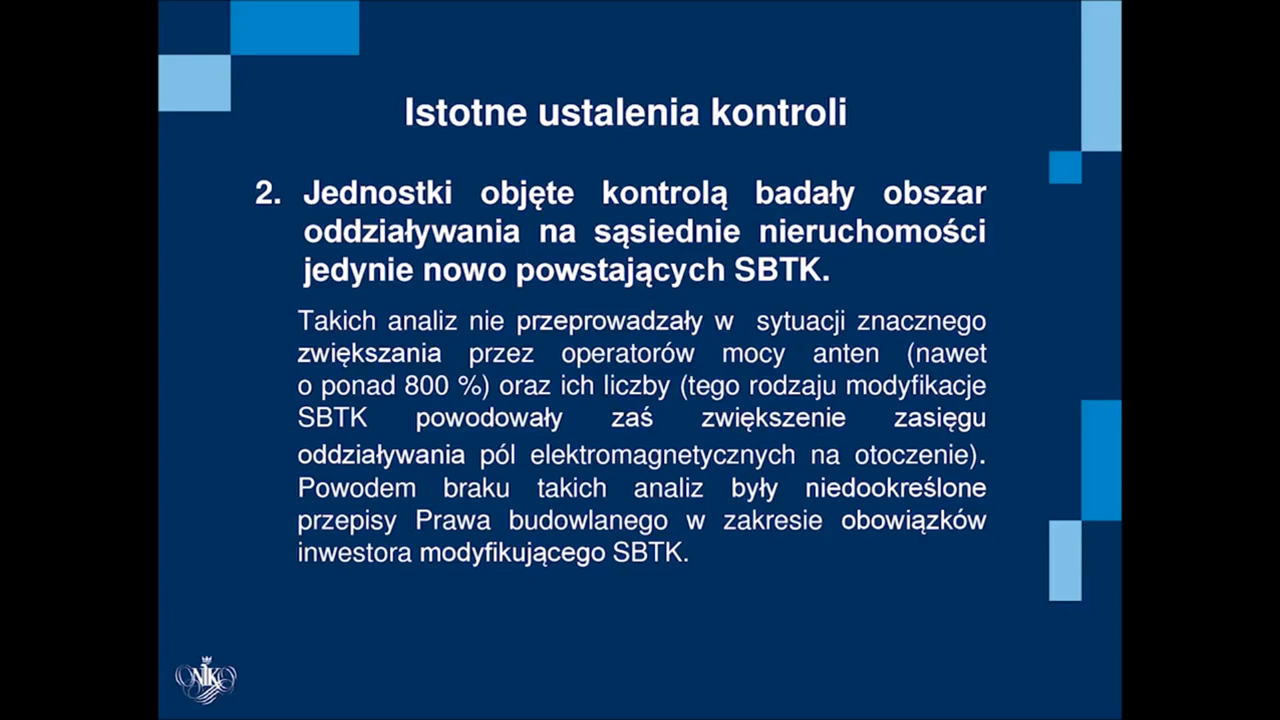 Istotne ustalenia kontroli
2. Jednostki objęte kontrolą badały obszar
oddziaływania na sąsiednie nieruchomości
jedynie nowo powstających SBTK.
Takich analiz nie przeprowadzały w sytuacji znacznego
zwiększania przez operatorów mocy anten (nawet
o ponad 800 %) oraz ich liczby (tego rodzaju modyfikacje
SBTK powodowały zaś zwiększenie zasięgu
oddziaływania pól elektromagnetycznych na otoczenie).
Powodem braku takich analiz były niedookreślone
przepisy Prawa budowlanego w zakresie obowiązków
inwestora modyfikującego SBTK.
NIK